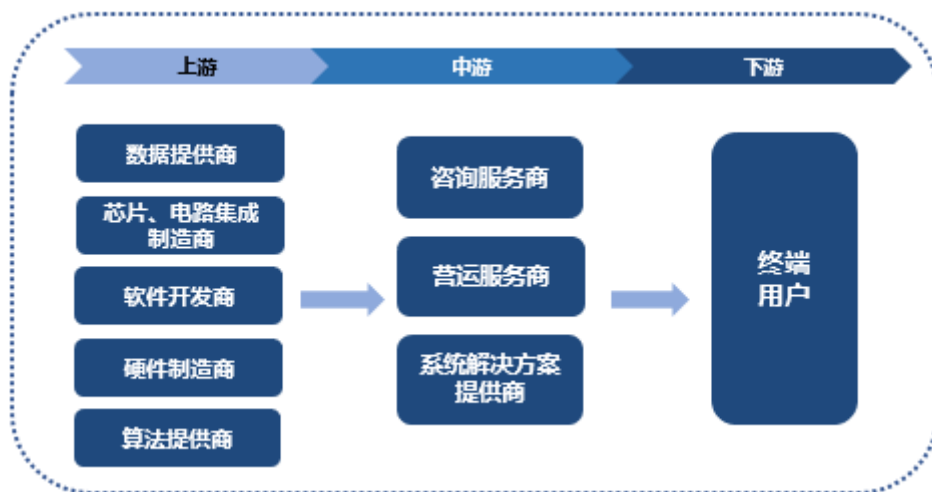 上游
中游
下游
数据提供商
芯片、电路集成
制造商
软件开发商
硬件制造商
算法提供商
咨询服务商
营运服务商
系统解决方案
提供商
终端
用户